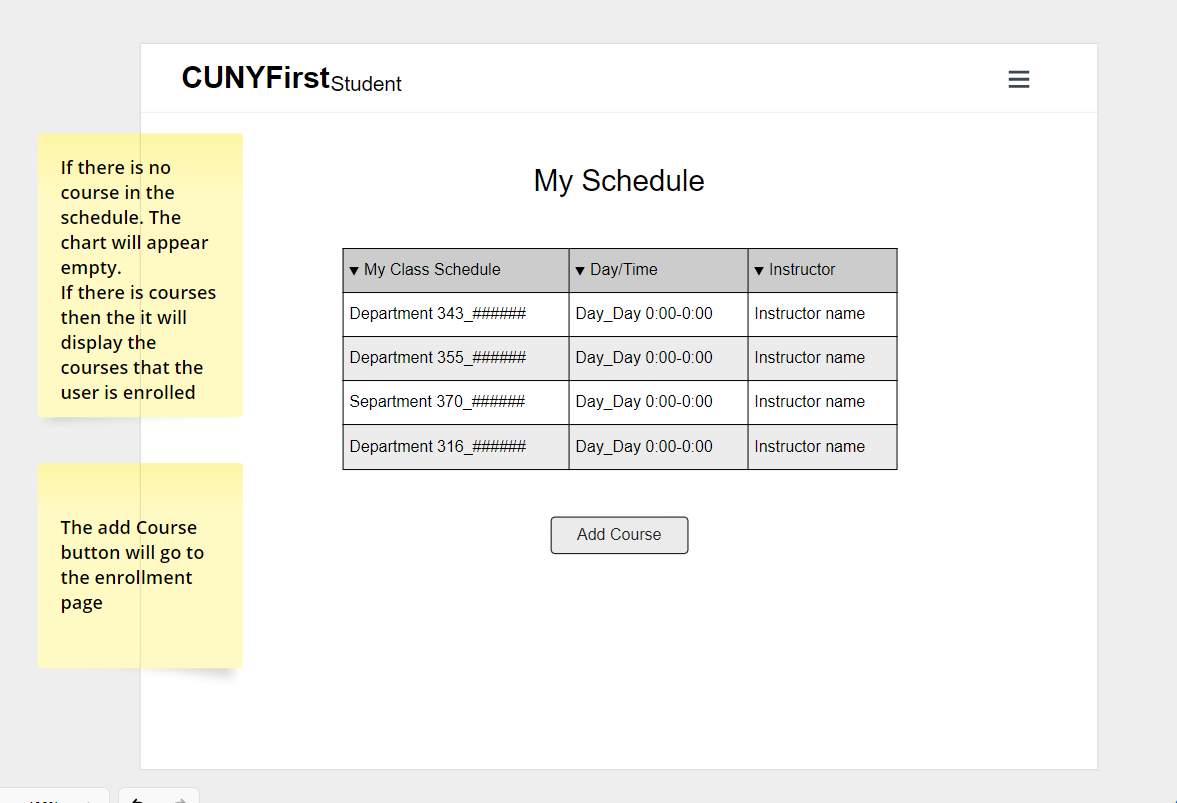 CUNYFirst Student
If there is no
course in the
schedule. The
chart will appear
empty.
If there is courses
then the it will
display the
courses that the
user is enrolled
My Schedule
▼ My Class Schedule ▼ Day/Time ▼ Instructor
Department 343_###### Day_Day 0:00-0:00 Instructor name
Department 355_###### Day_Day 0:00-0:00 Instructor name
Separtment 370_###### Day_Day 0:00-0:00 Instructor name
Department 316_###### Day_Day 0:00-0:00 Instructor name
The add Course
button will go to
the enrollment
page
Add Course